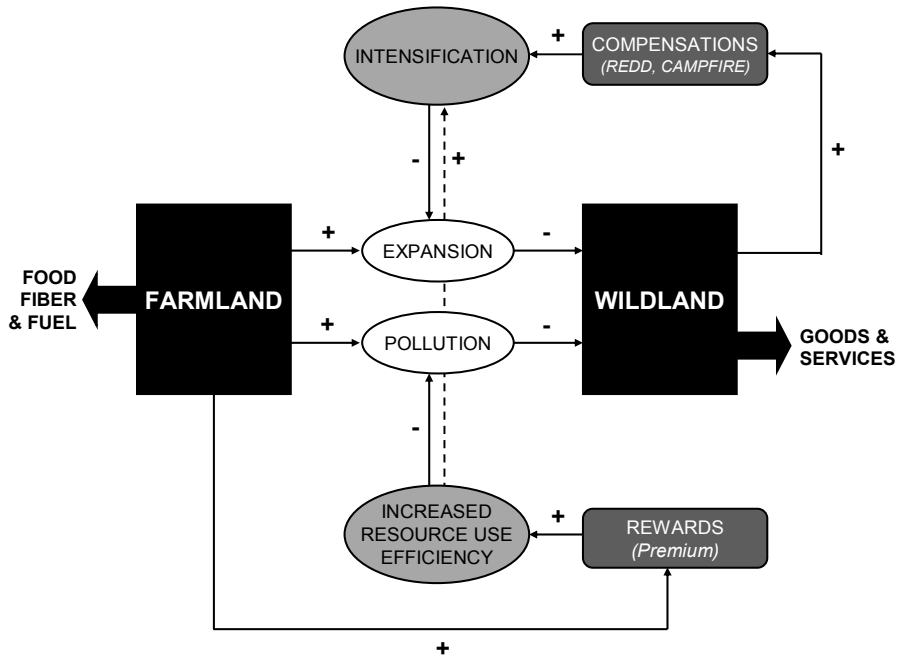 +
INTENSIFICATION
COMPENSATIONS
(REDD, CAMPFIRE)
-
+
+
+
EXPANSION
-
FOOD
FIBER
& FUEL
FARMLAND
WILDLAND
+
POLLUTION
-
GOODS &
SERVICES
-
INCREASED
RESOURCE USE
EFFICIENCY
+
REWARDS
(Premium)
+